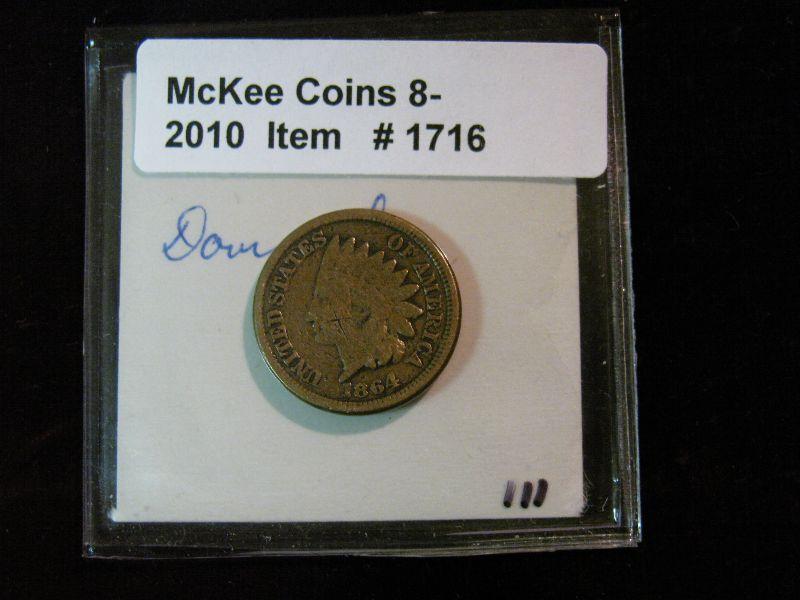 McKee Coins 8-
2010 Item # 1716
UNITED STATES OF AMERICA
1864